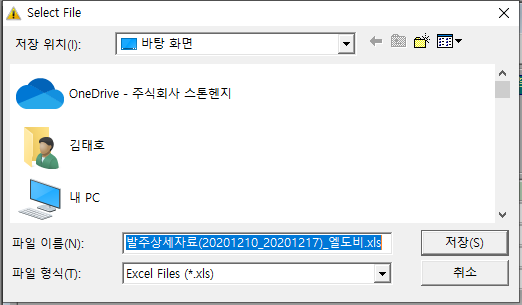 Select File
저장 위치(I): 바탕 화면
OneDrive - 주식회사 스톤헨지
김태호
내 PC
파일 이름(N): 발주상세자료(20201210_20201217)_엘도비.xls 저장(S)
파일 형식(T): Excel Files (*.xls) 취소